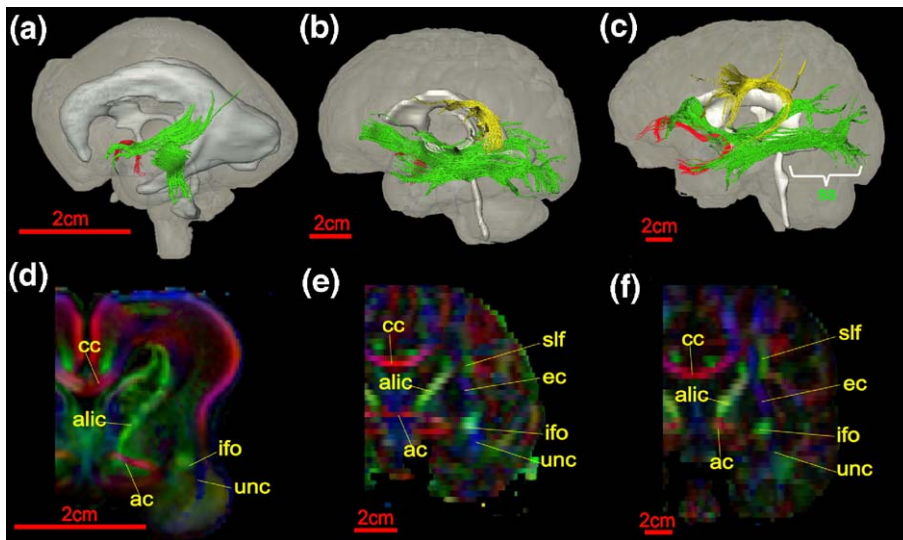 (a)
(b)
(c)
2cm
2cm
2cm
(d)
(e)
(f)
cc
alic
ac
ifo
unc
2cm
cc
alic
ac
slf
ec
ifo
unc
2cm
cc
alic
ac
slf
ec
ifo
unc
2cm